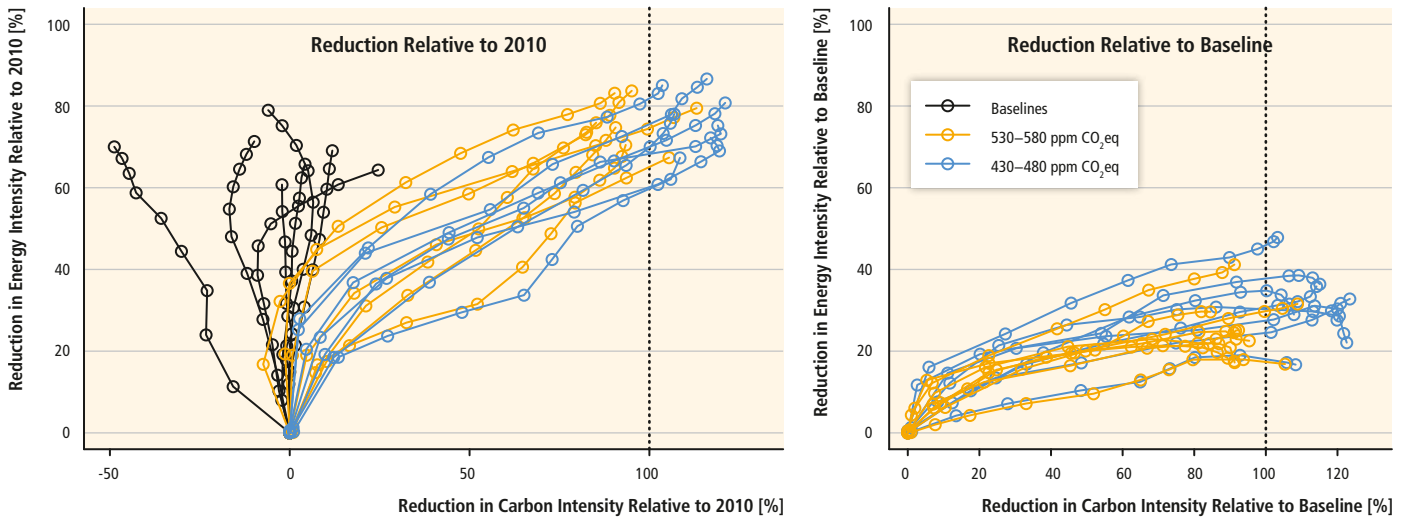 Reduction in Energy Intensity Relative to 2010 [%]
100
80
60
40
20
0
Reduction Relative to 2010
-50
0
50
100
Reduction in Carbon Intensity Relative to 2010 [%]
Reduction in Energy Intensity Relative to Baseline [%]
100
80
60
40
20
0
Reduction Relative to Baseline
Baselines
530–580 ppm CO₂eq
430–480 ppm CO₂eq
0
20
40
60
80
100
120
Reduction in Carbon Intensity Relative to Baseline [%]